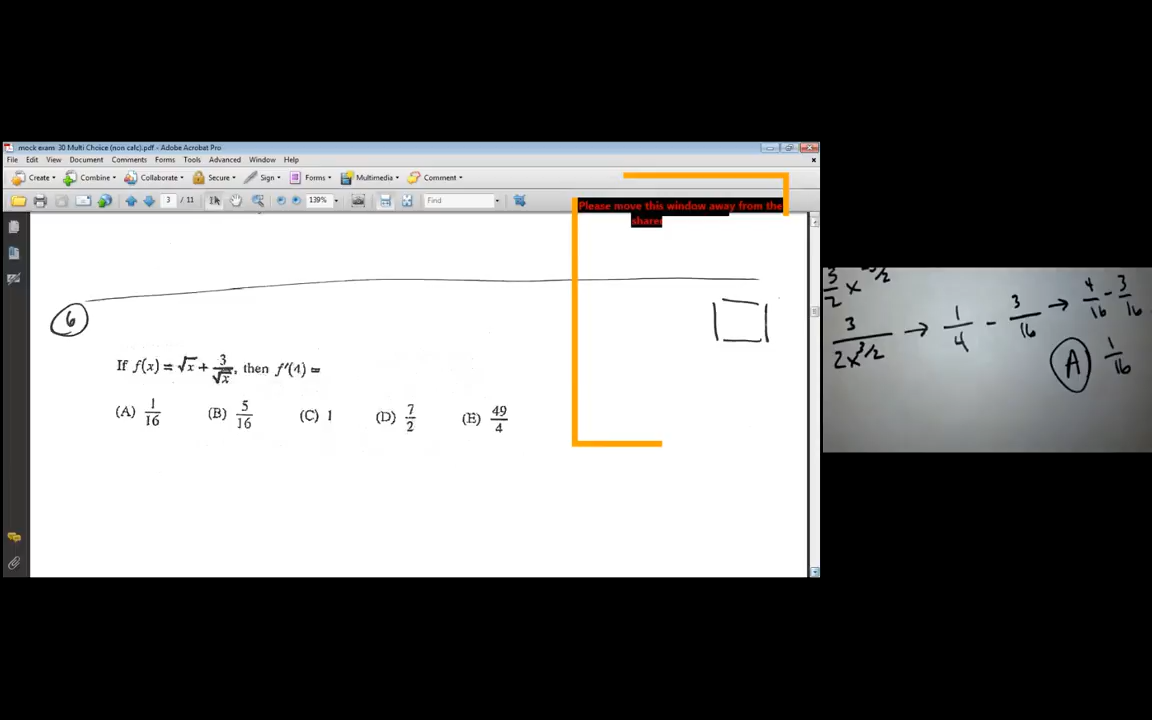 mock exam 30 Multi Choice (non calc).pdf - Adobe Acrobat Pro
File Edit View Document Comments Forms Tools Advanced Window Help
Create Combine Collaborate Secure Sign Forms Multimedia Comment
3 / 11 139% Find
Please move this window away from the
sharer
6
If f(x) = √x + 3/√x, then f′(4) =
(A) 1/16 (B) 5/16 (C) 1 (D) 7/2 (E) 49/4
3/(2x^3/2) → 1/4 - 3/16 → 4/16 - 3/16
A 1/16